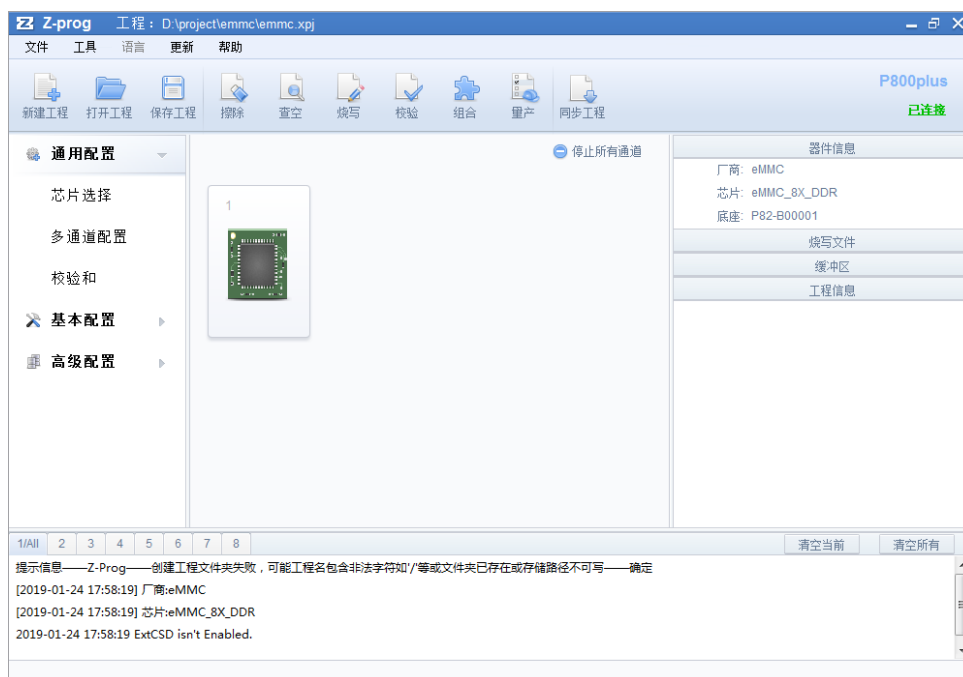 Z-prog 工程：D:\project\emmc\emmc.xpj
文件 工具 语言 更新 帮助
新建工程 打开工程 保存工程 擦除 查空 烧写 校验 组合 量产 同步工程
P800plus
已连接
通用配置
芯片选择
多通道配置
校验和
基本配置
高级配置
停止所有通道
1
器件信息
厂商: eMMC
芯片: eMMC_8X_DDR
底座: P82-B00001
烧写文件
缓冲区
工程信息
1/All 2 3 4 5 6 7 8
清空当前 清空所有
提示信息——Z-Prog——创建工程文件夹失败，可能工程名包含非法字符如'/'等或文件夹已存在或存储路径不可写——确定
[2019-01-24 17:58:19] 厂商:eMMC
[2019-01-24 17:58:19] 芯片:eMMC_8X_DDR
2019-01-24 17:58:19 ExtCSD isn't Enabled.